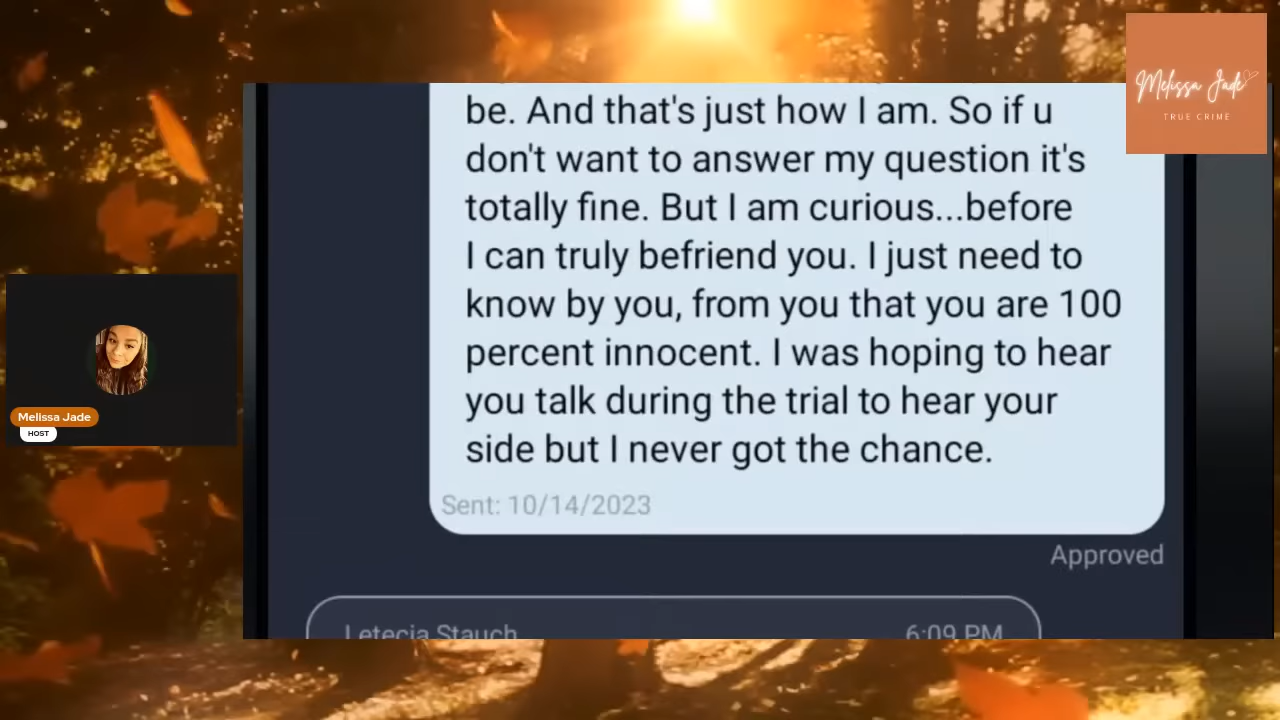 Melissa Jade
TRUE CRIME
be. And that's just how I am. So if u
don't want to answer my question it's
totally fine. But I am curious...before
I can truly befriend you. I just need to
know by you, from you that you are 100
percent innocent. I was hoping to hear
you talk during the trial to hear your
side but I never got the chance.
Sent: 10/14/2023
Approved
Letecia Stauch
6:09 PM
Melissa Jade
HOST